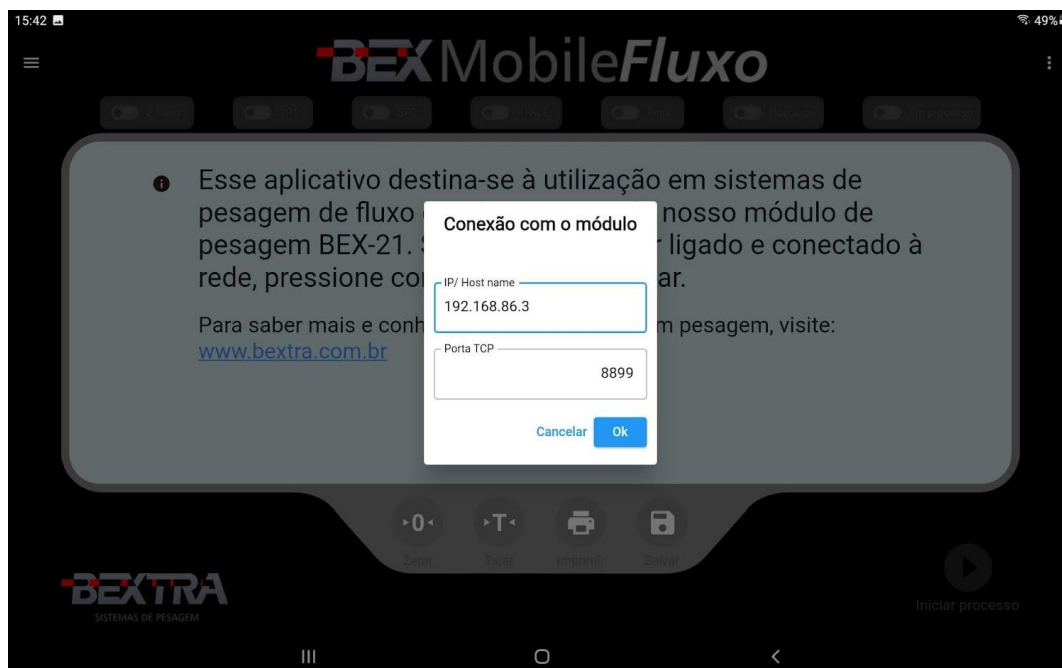 15:42
49%
BEX MobileFluxo
Esse aplicativo destina-se à utilização em sistemas de
pesagem de fluxo nosso módulo de
pesagem BEX-21. ligado e conectado à
rede, pressione
Para saber mais e m pesagem, visite:
www.bextra.com.br
Conexão com o módulo
IP/ Host name
192.168.86.3
Porta TCP
8899
Cancelar
Ok
Zerar
Tarar
Imprimir
Salvar
BEXTRA
SISTEMAS DE PESAGEM
Iniciar processo